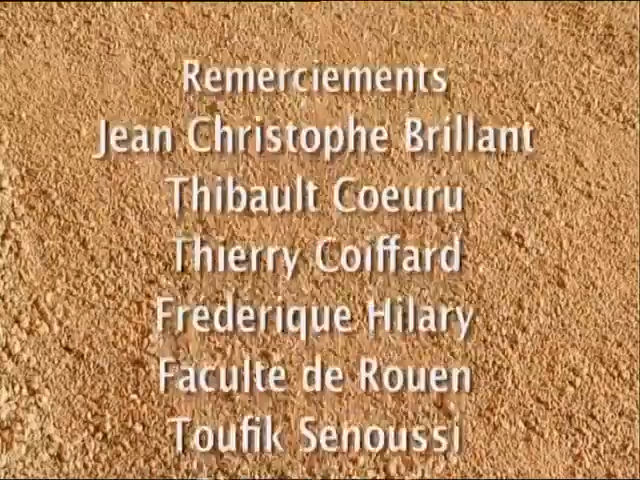 Remerciements
Jean Christophe Brillant
Thibault Coeuru
Thierry Coiffard
Frederique Hilary
Faculte de Rouen
Toufik Senoussi